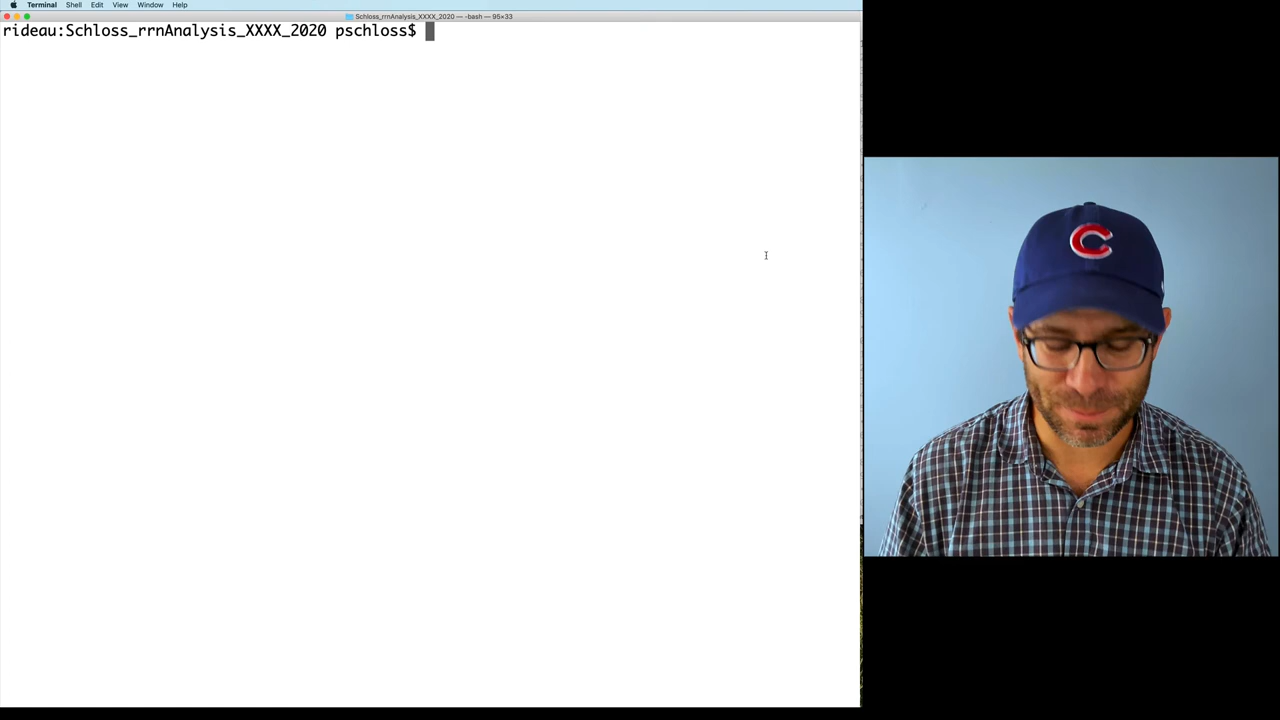 Terminal Shell Edit View Window Help
Schloss_rrnAnalysis_XXXX_2020 — -bash — 95×33
rideau:Schloss_rrnAnalysis_XXXX_2020 pschloss$
C